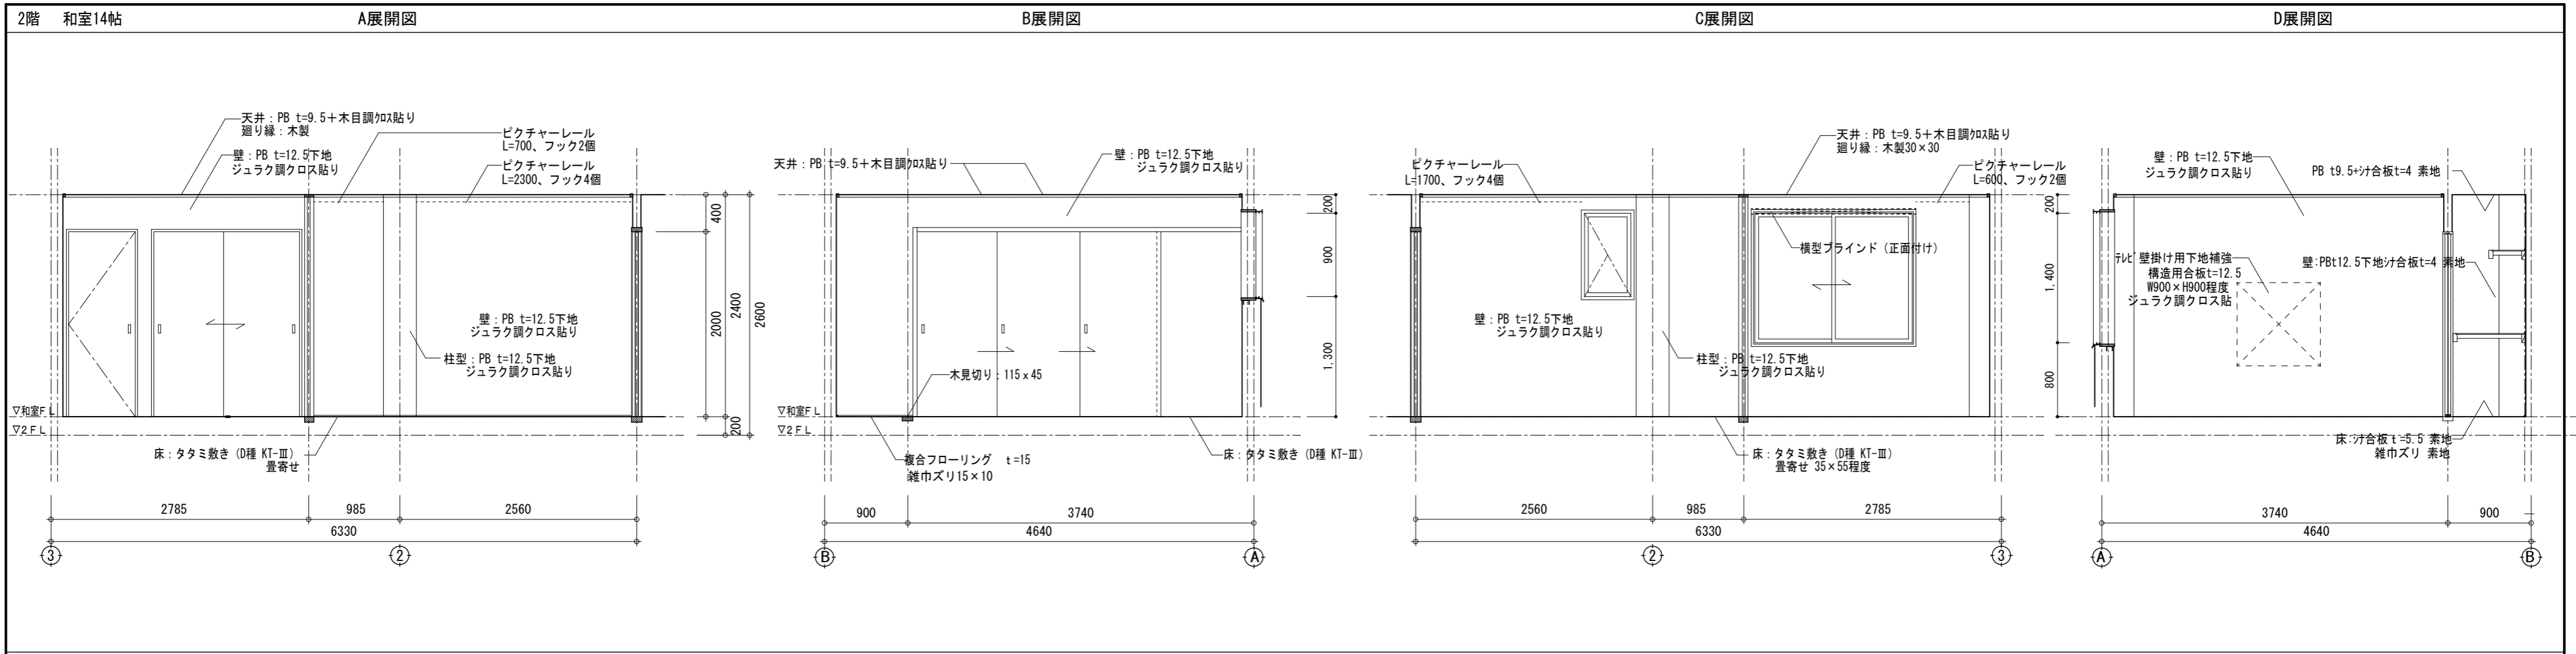 2階 和室14帖
A展開図
B展開図
C展開図
D展開図
天井：PB t=9.5＋木目調クロス貼り
廻り縁：木製
壁：PB t=12.5下地
ジュラク調クロス貼り
ピクチャーレール
L=700、フック2個
ピクチャーレール
L=2300、フック4個
400
2000
2400
2600
200
壁：PB t=12.5下地
ジュラク調クロス貼り
柱型：PB t=12.5下地
ジュラク調クロス貼り
▽和室FL
▽2FL
床：タタミ敷き（D種 KT-Ⅲ）
畳寄せ
2785
985
2560
6330
3
2
天井：PB t=9.5＋木目調クロス貼り
壁：PB t=12.5下地
ジュラク調クロス貼り
木見切り：115×45
▽和室FL
▽2FL
複合フローリング t=15
雑巾ズリ15×10
床：タタミ敷き（D種 KT-Ⅲ）
200
900
1,300
900
3740
4640
B
A
ピクチャーレール
L=1700、フック4個
天井：PB t=9.5＋木目調クロス貼り
廻り縁：木製30×30
ピクチャーレール
L=600、フック2個
横型ブラインド（正面付け）
壁：PB t=12.5下地
ジュラク調クロス貼り
柱型：PB t=12.5下地
ジュラク調クロス貼り
床：タタミ敷き（D種 KT-Ⅲ）
畳寄せ 35×55程度
200
1,400
800
2560
985
2785
6330
2
3
壁：PB t=12.5下地
ジュラク調クロス貼り
PB t9.5+シナ合板t=4 素地
テレビ壁掛け用下地補強
構造用合板t=12.5
W900×H900程度
ジュラク調クロス貼
壁:PBt12.5下地シナ合板t=4 素地
床:シナ合板t=5.5 素地
雑巾ズリ 素地
3740
900
4640
A
B